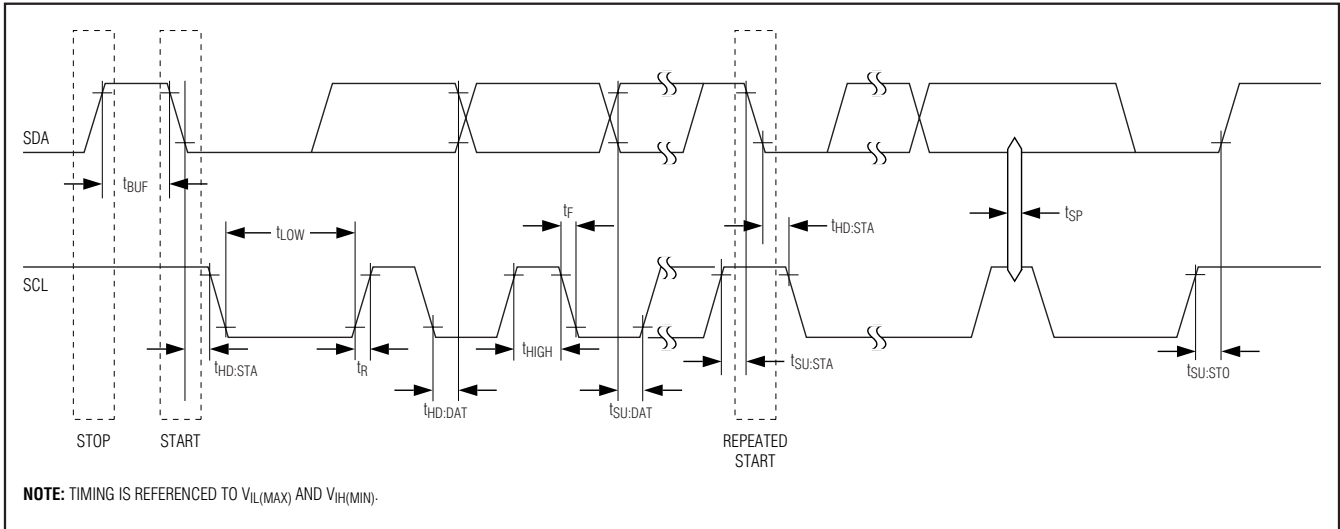 SDA
tBUF
tLOW
tF
tHD:STA
tSP
SCL
tHD:STA
tR
tHD:DAT
tHIGH
tSU:DAT
tSU:STA
tSU:STO
STOP
START
REPEATED
START
NOTE: TIMING IS REFERENCED TO VIL(MAX) AND VIH(MIN).